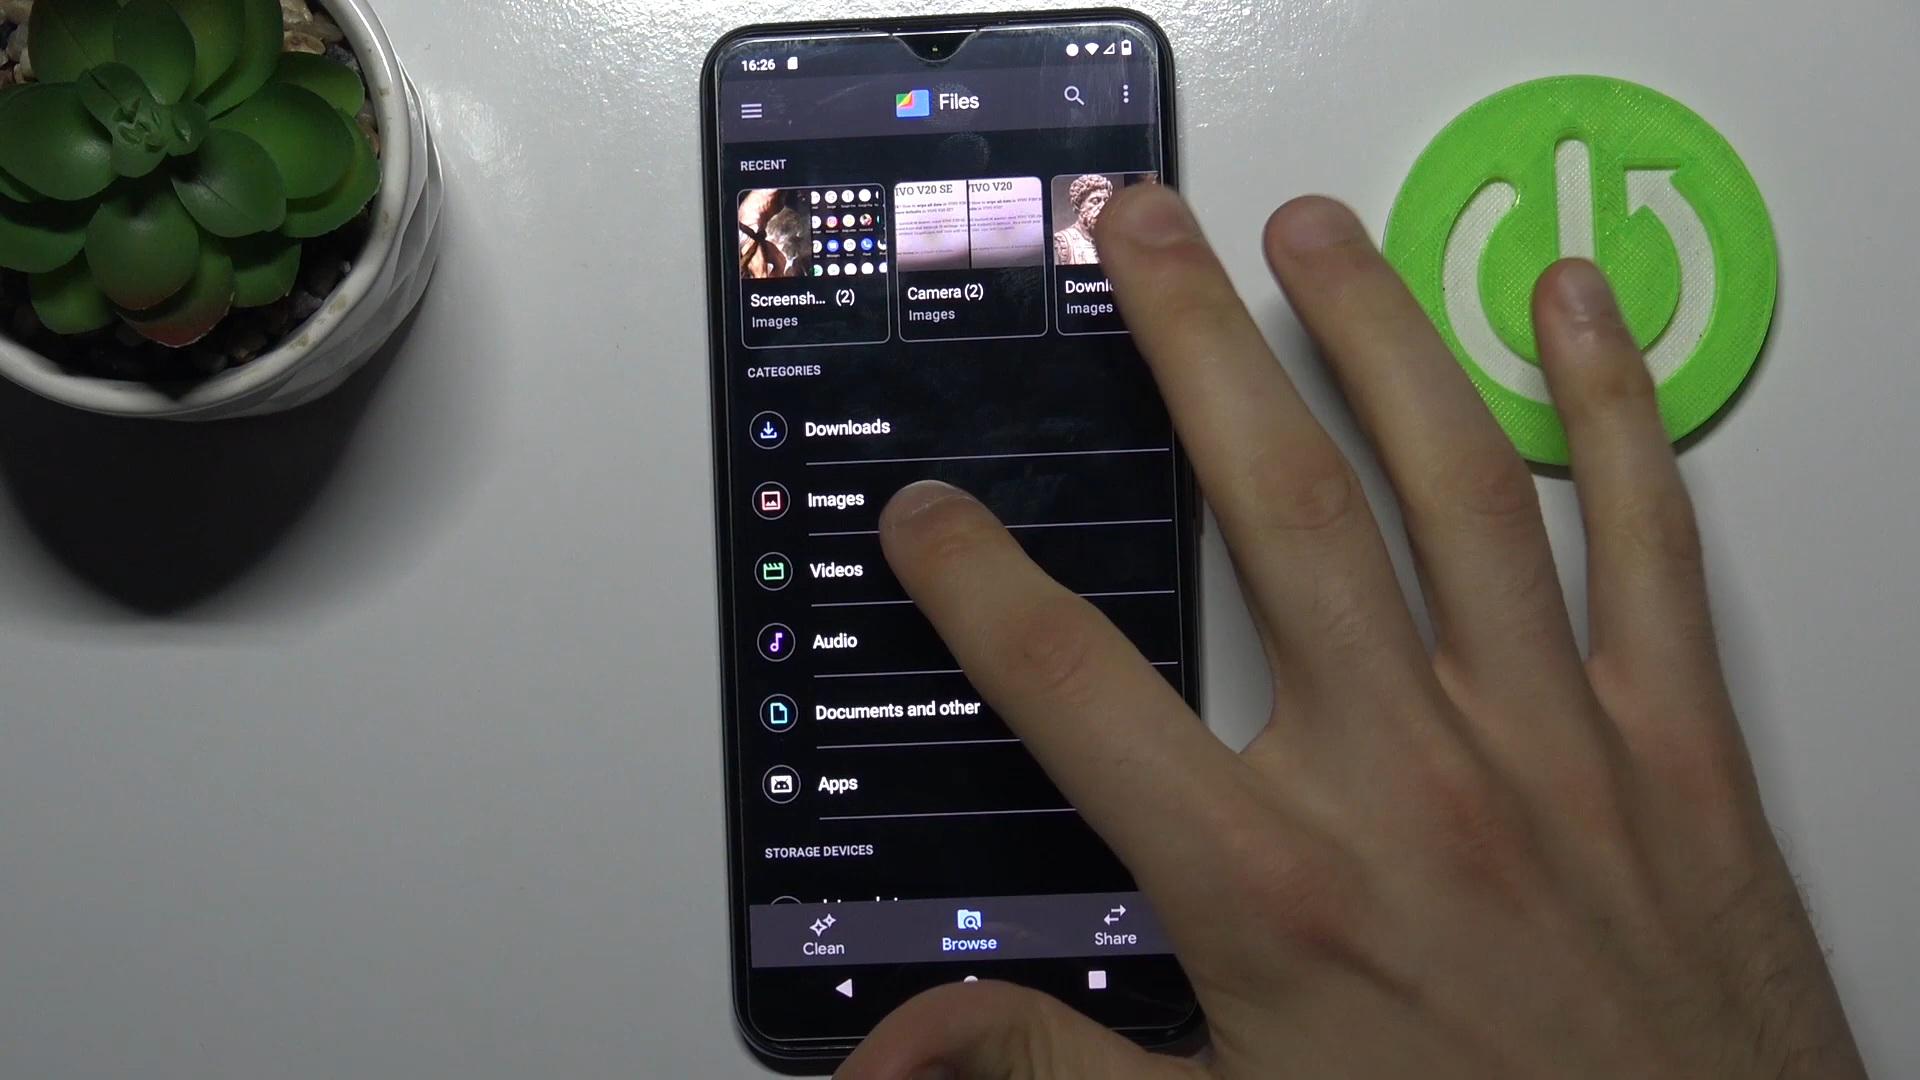 16:26
Files
RECENT
IVO V20 SE
IVO V20
Screensh... (2)
Images
Camera (2)
Images
Downl
Images
CATEGORIES
Downloads
Images
Videos
Audio
Documents and other
Apps
STORAGE DEVICES
Clean
Browse
Share